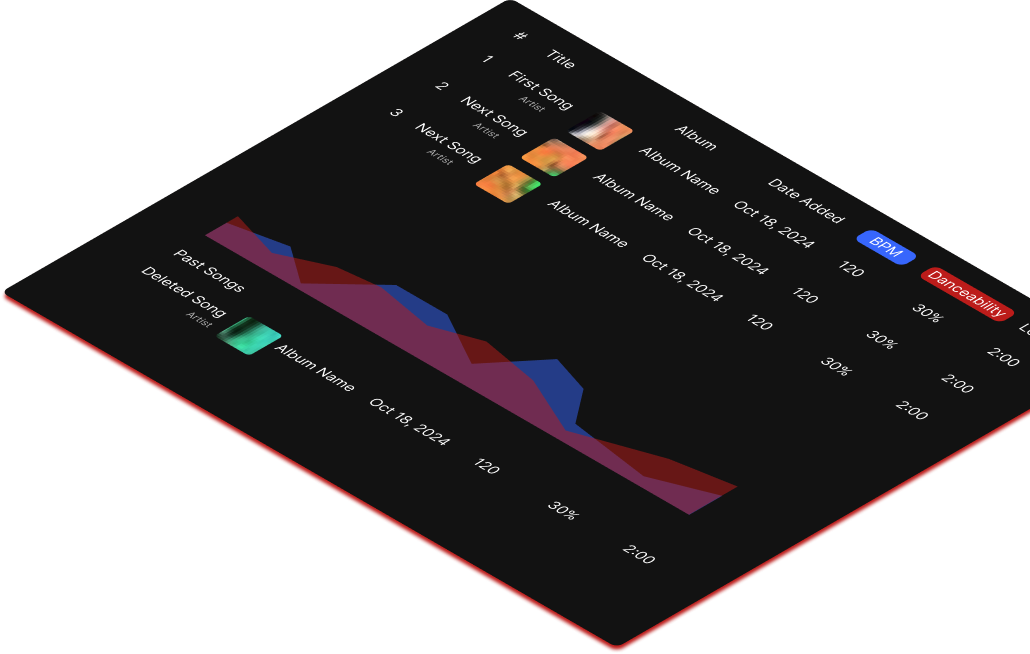 # Title Album Date Added BPM Danceability
1 First Song Album Name Oct 18, 2024 120 30% 2:00
Artist
2 Next Song Album Name Oct 18, 2024 120 30% 2:00
Artist
3 Next Song Album Name Oct 18, 2024 120 30% 2:00
Artist
Past Songs
Deleted Song Album Name Oct 18, 2024 120 30% 2:00
Artist